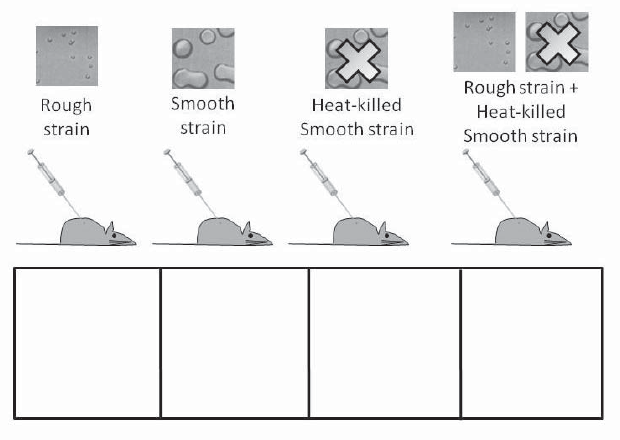 Rough
strain
Smooth
strain
Heat-killed
Smooth strain
Rough strain +
Heat-killed
Smooth strain